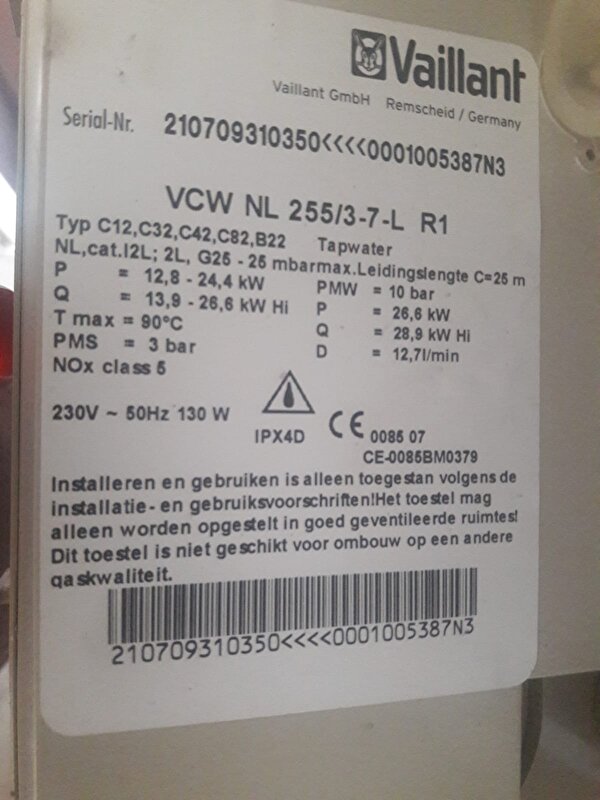 Vaillant
Vaillant GmbH Remscheid / Germany
Serial-Nr. 210709310350<<<<0001005387N3
VCW NL 255/3-7-L R1
Typ C12,C32,C42,C82,B22 Tapwater
NL,cat.I2L; 2L, G25 - 25 mbarmax.Leidingslengte C=25 m
P = 12,8 - 24,4 kW PMW = 10 bar
Q = 13,9 - 26,6 kW Hi P = 26,6 kW
T max = 90°C Q = 28,9 kW Hi
PMS = 3 bar D = 12,7l/min
NOx class 5
230V ~ 50Hz 130 W IPX4D CE 0085 07
CE-0085BM0379
Installeren en gebruiken is alleen toegestan volgens de
installatie- en gebruiksvoorschriften!Het toestel mag
alleen worden opgesteld in goed geventileerde ruimtes!
Dit toestel is niet geschikt voor ombouw op een andere
gaskwaliteit.
210709310350<<<<0001005387N3